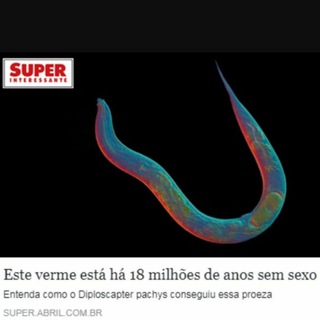 SUPER
INTERESSANTE
Este verme está há 18 milhões de anos sem sexo
Entenda como o Diploscapter pachys conseguiu essa proeza
SUPER.ABRIL.COM.BR